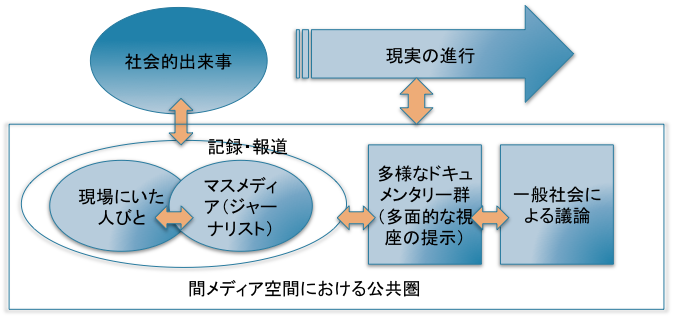 社会的出来事
現実の進行
記録・報道
現場にいた
人びと
マスメディ
ア（ジャー
ナリスト）
多様なドキュ
メンタリー群
（多面的な視
座の提示）
一般社会に
よる議論
間メディア空間における公共圏